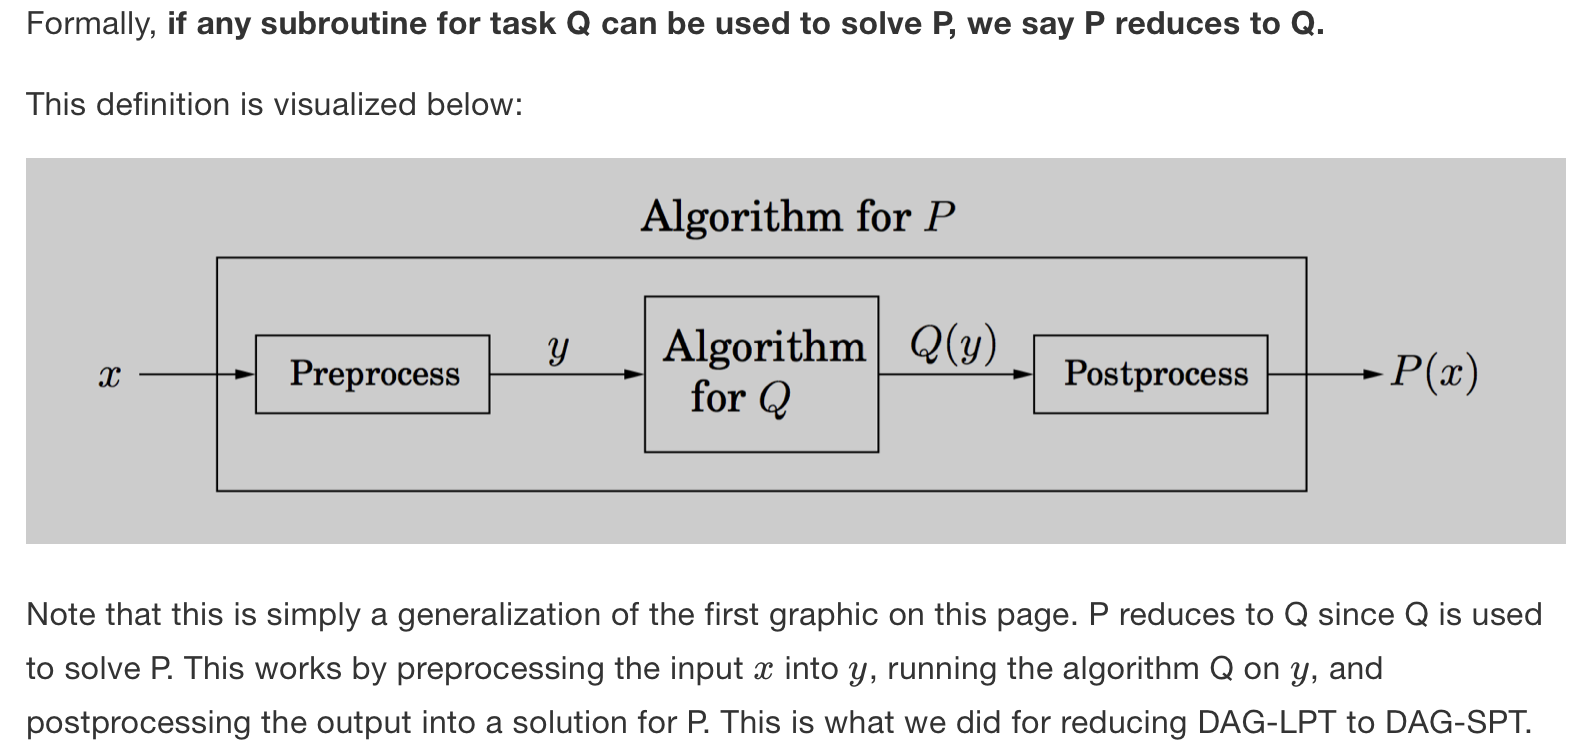 Formally, if any subroutine for task Q can be used to solve P, we say P reduces to Q.
This definition is visualized below:
Algorithm for P
x
Preprocess
y
Algorithm
for Q
Q(y)
Postprocess
P(x)
Note that this is simply a generalization of the first graphic on this page. P reduces to Q since Q is used
to solve P. This works by preprocessing the input x into y, running the algorithm Q on y, and
postprocessing the output into a solution for P. This is what we did for reducing DAG-LPT to DAG-SPT.